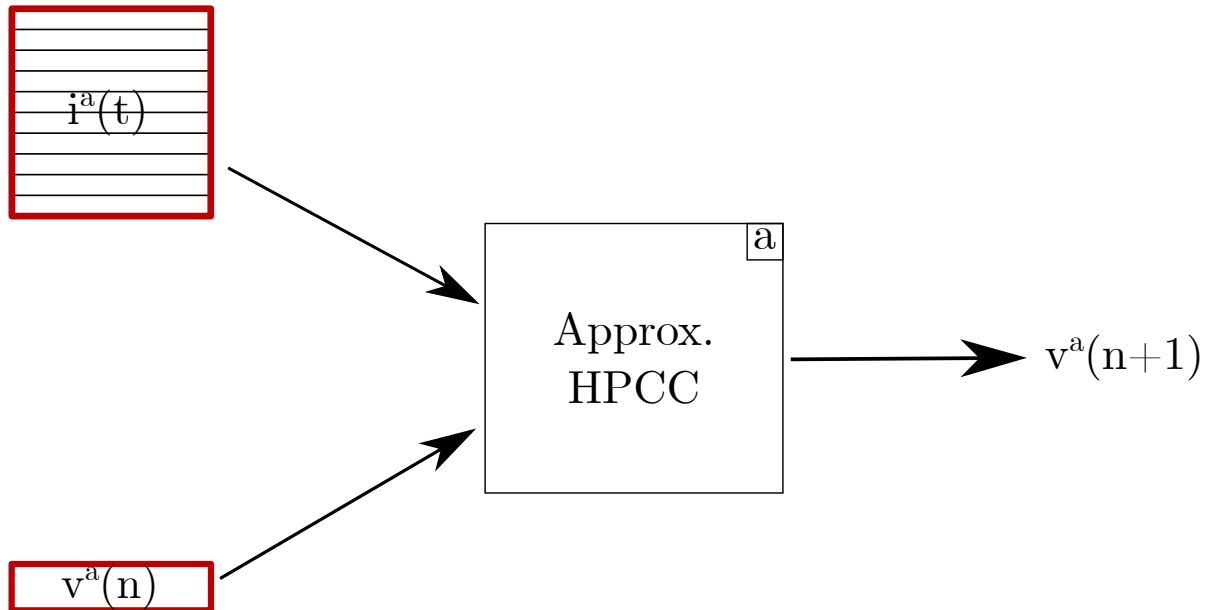 iᵃ(t)
a
Approx.
HPCC
vᵃ(n+1)
vᵃ(n)